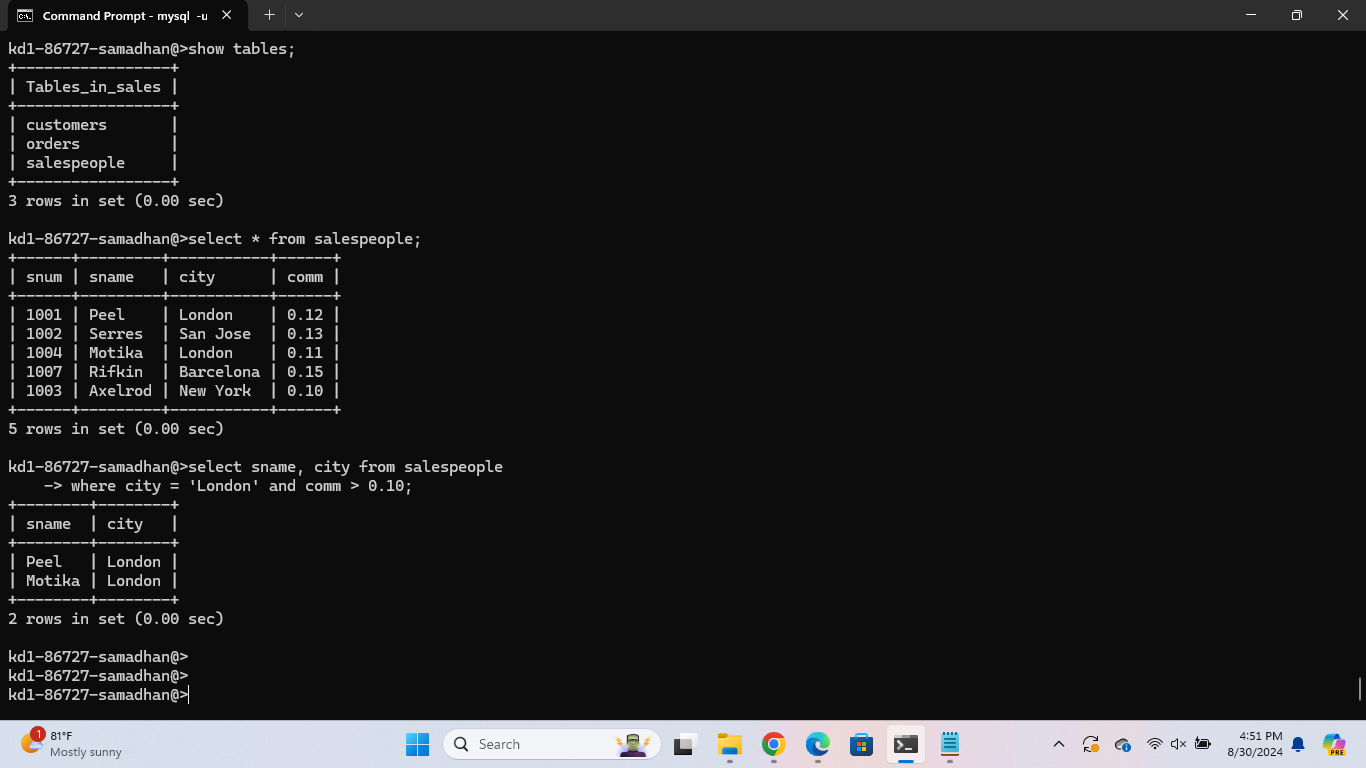 Command Prompt - mysql  -u
kd1-86727-samadhan@>show tables;
+-----------------+
| Tables_in_sales |
+-----------------+
| customers       |
| orders          |
| salespeople     |
+-----------------+
3 rows in set (0.00 sec)
kd1-86727-samadhan@>select * from salespeople;
+------+---------+-----------+------+
| snum | sname   | city      | comm |
+------+---------+-----------+------+
| 1001 | Peel    | London    | 0.12 |
| 1002 | Serres  | San Jose  | 0.13 |
| 1004 | Motika  | London    | 0.11 |
| 1007 | Rifkin  | Barcelona | 0.15 |
| 1003 | Axelrod | New York  | 0.10 |
+------+---------+-----------+------+
5 rows in set (0.00 sec)
kd1-86727-samadhan@>select sname, city from salespeople
    -> where city = 'London' and comm > 0.10;
+--------+--------+
| sname  | city   |
+--------+--------+
| Peel   | London |
| Motika | London |
+--------+--------+
2 rows in set (0.00 sec)
kd1-86727-samadhan@>
kd1-86727-samadhan@>
kd1-86727-samadhan@>
1
81°F
Mostly sunny
Search
4:51 PM
8/30/2024
PRE